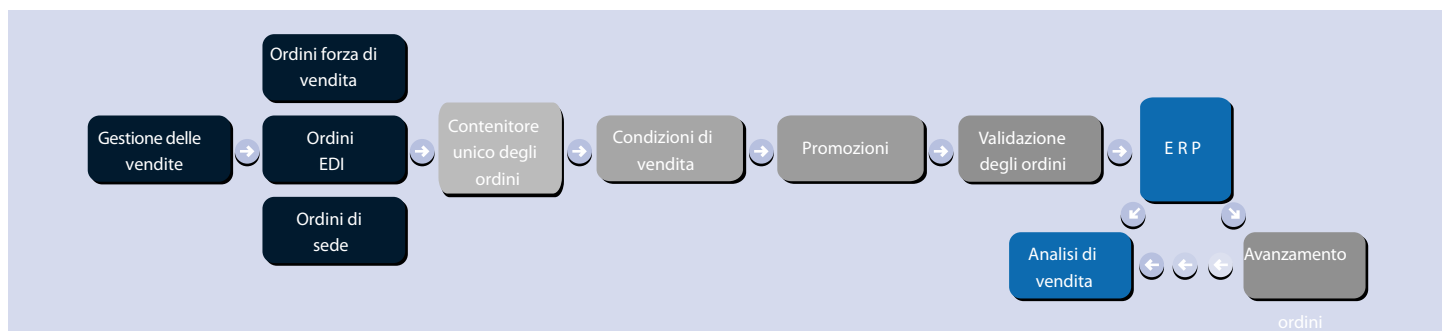 Ordini forza di
vendita
Gestione delle
vendite
Ordini
EDI
Ordini di
sede
Contenitore
unico degli
ordini
Condizioni di
vendita
Promozioni
Validazione
degli ordini
E R P
Analisi di
vendita
Avanzamento
ordini